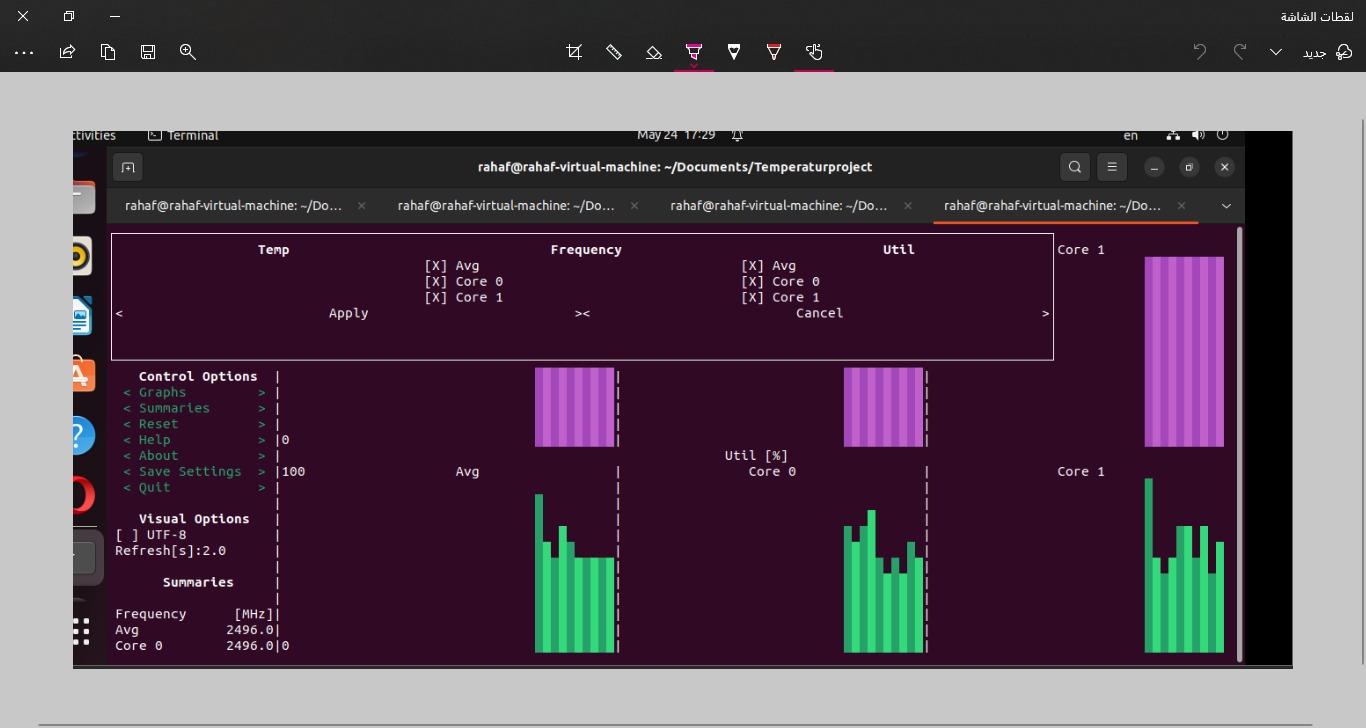 لقطات الشاشة
جديد
ctivities Terminal May 24 17:29 en
rahaf@rahaf-virtual-machine: ~/Documents/Temperaturproject
rahaf@rahaf-virtual-machine: ~/Do... rahaf@rahaf-virtual-machine: ~/Do... rahaf@rahaf-virtual-machine: ~/Do... rahaf@rahaf-virtual-machine: ~/Do...
Temp Frequency Util Core 1
[X] Avg [X] Avg
[X] Core 0 [X] Core 0
[X] Core 1 [X] Core 1
< Apply >< Cancel >
Control Options |
< Graphs > |
< Summaries > |
< Reset > |
< Help > |0
< About > | Util [%]
< Save Settings > |100 Avg | Core 0 | Core 1
< Quit > |
Visual Options |
[ ] UTF-8 |
Refresh[s]:2.0 |
Summaries |
Frequency [MHz]|
Avg 2496.0|
Core 0 2496.0|0